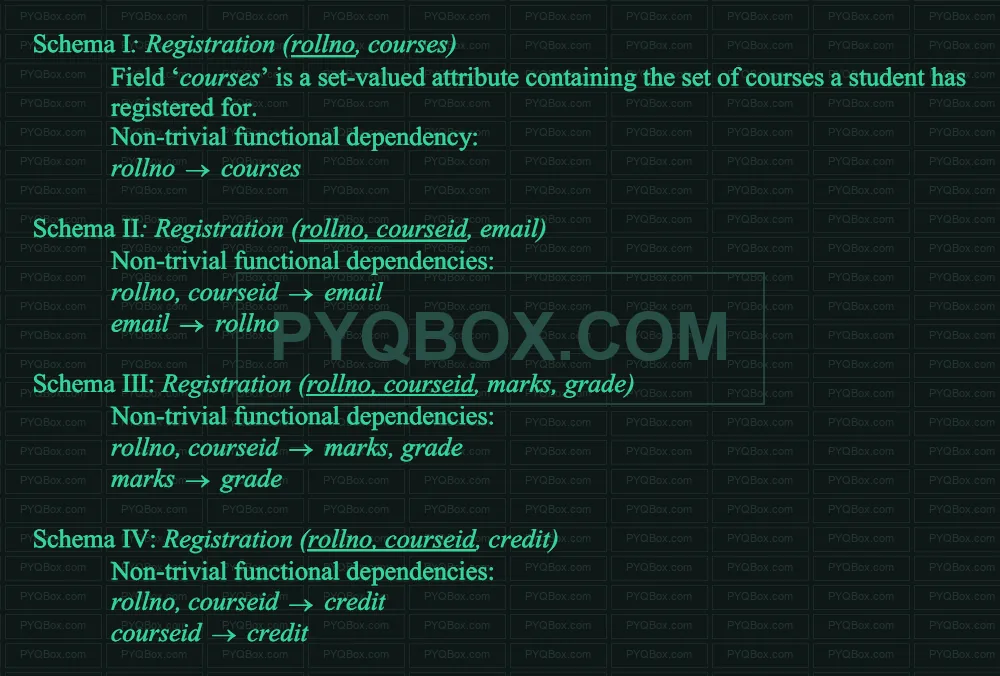 Schema I: Registration (rollno, courses)
Field ‘courses’ is a set-valued attribute containing the set of courses a student has
registered for.
Non-trivial functional dependency:
rollno → courses
Schema II: Registration (rollno, courseid, email)
Non-trivial functional dependencies:
rollno, courseid → email
email → rollno
PYQBOX.COM
Schema III: Registration (rollno, courseid, marks, grade)
Non-trivial functional dependencies:
rollno, courseid → marks, grade
marks → grade
Schema IV: Registration (rollno, courseid, credit)
Non-trivial functional dependencies:
rollno, courseid → credit
courseid → credit